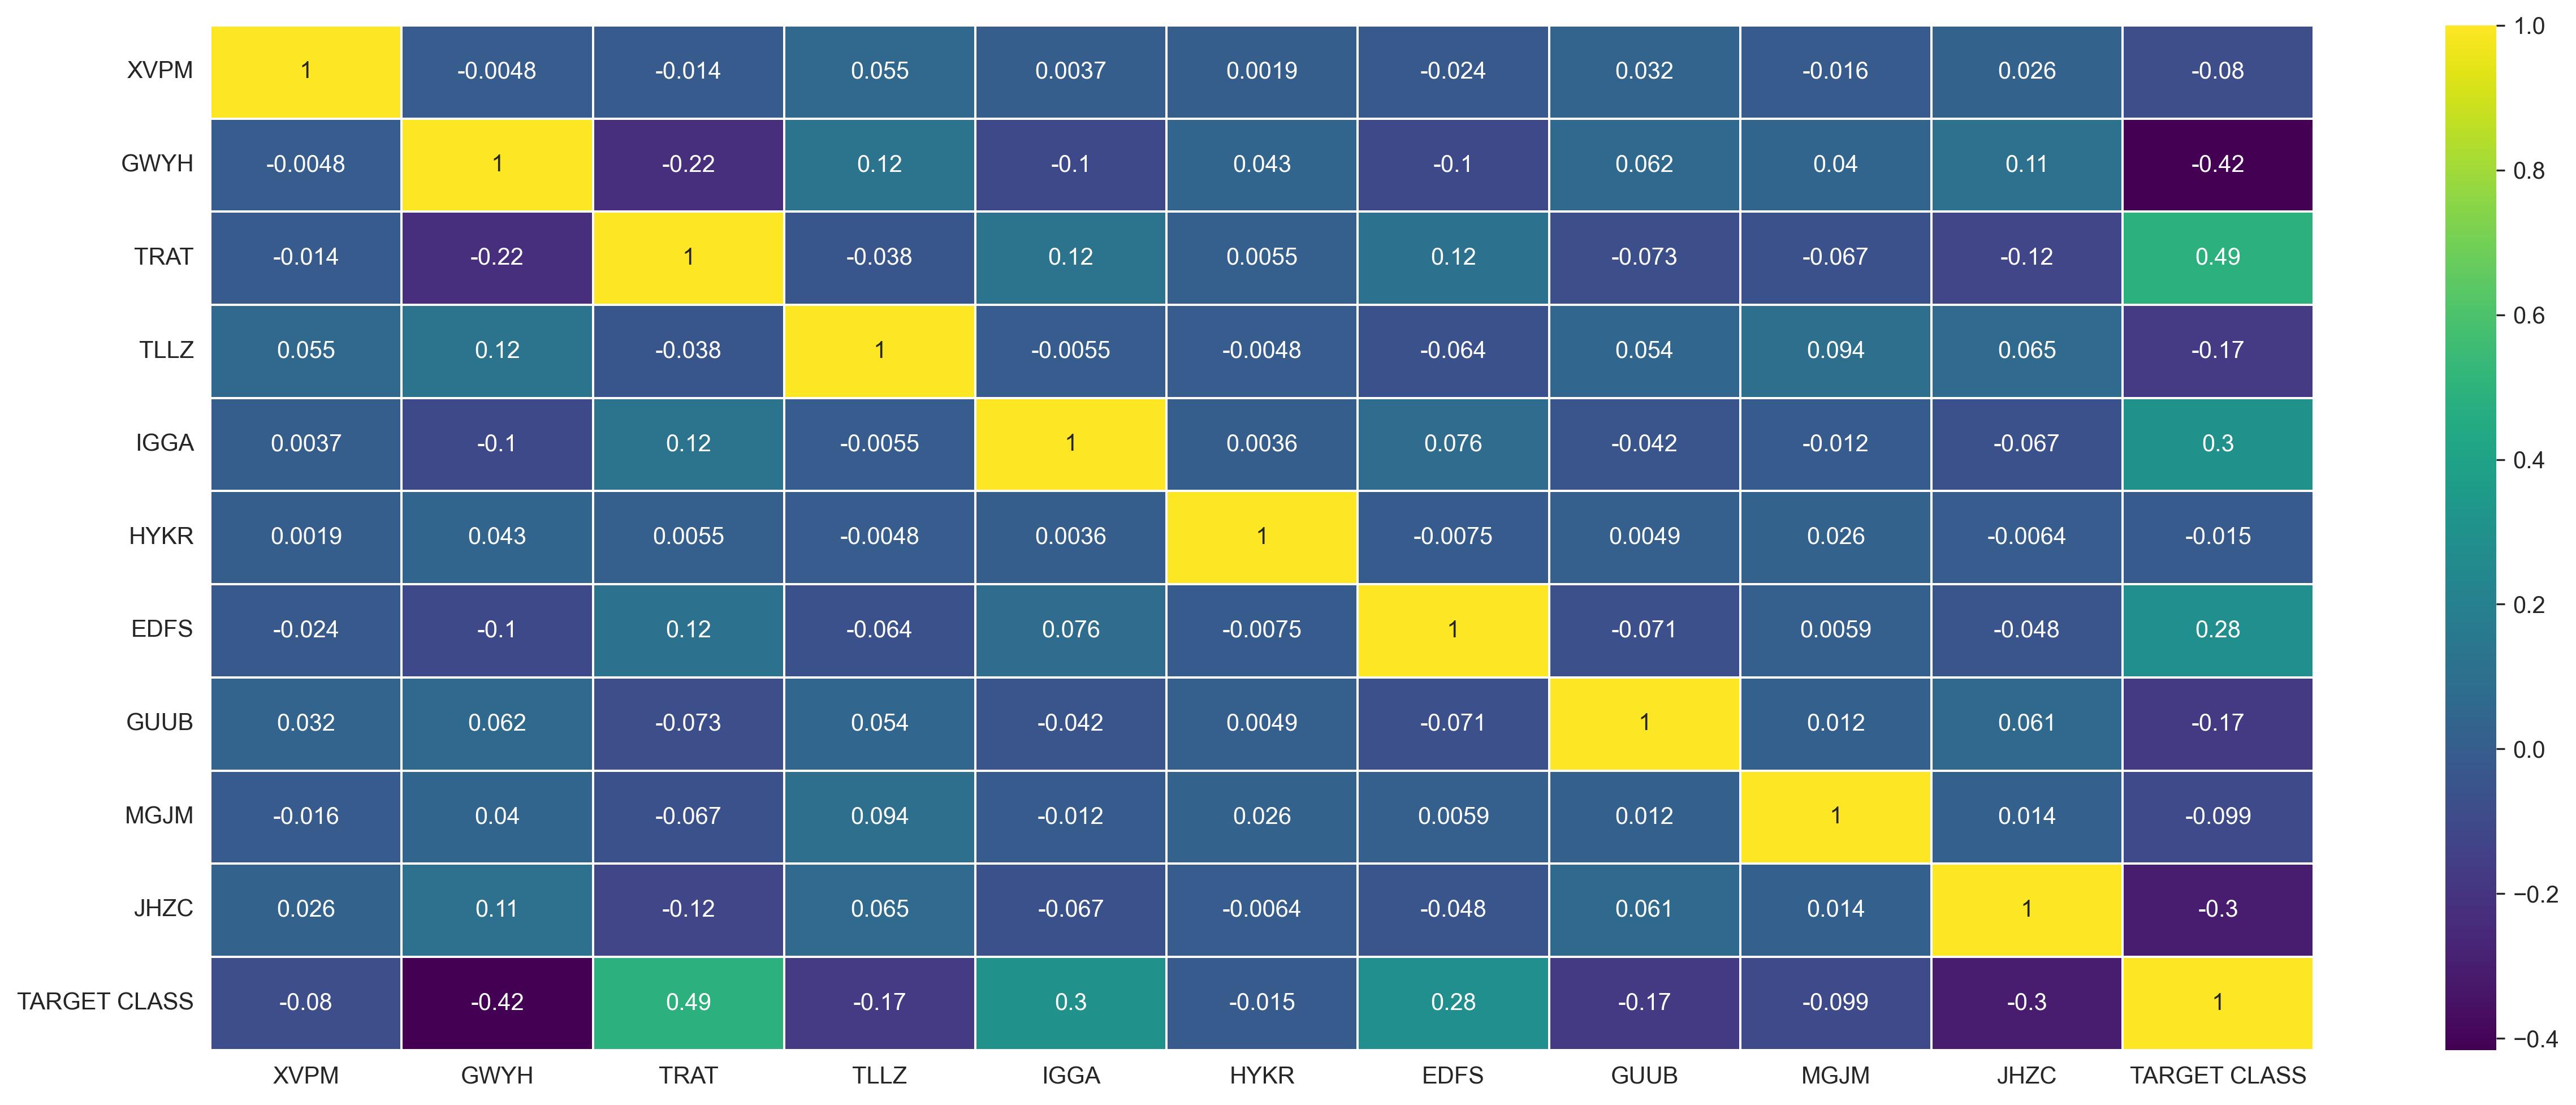 XVPM 1 -0.0048 -0.014 0.055 0.0037 0.0019 -0.024 0.032 -0.016 0.026 -0.08
GWYH -0.0048 1 -0.22 0.12 -0.1 0.043 -0.1 0.062 0.04 0.11 -0.42
TRAT -0.014 -0.22 1 -0.038 0.12 0.0055 0.12 -0.073 -0.067 -0.12 0.49
TLLZ 0.055 0.12 -0.038 1 -0.0055 -0.0048 -0.064 0.054 0.094 0.065 -0.17
IGGA 0.0037 -0.1 0.12 -0.0055 1 0.0036 0.076 -0.042 -0.012 -0.067 0.3
HYKR 0.0019 0.043 0.0055 -0.0048 0.0036 1 -0.0075 0.0049 0.026 -0.0064 -0.015
EDFS -0.024 -0.1 0.12 -0.064 0.076 -0.0075 1 -0.071 0.0059 -0.048 0.28
GUUB 0.032 0.062 -0.073 0.054 -0.042 0.0049 -0.071 1 0.012 0.061 -0.17
MGJM -0.016 0.04 -0.067 0.094 -0.012 0.026 0.0059 0.012 1 0.014 -0.099
JHZC 0.026 0.11 -0.12 0.065 -0.067 -0.0064 -0.048 0.061 0.014 1 -0.3
TARGET CLASS -0.08 -0.42 0.49 -0.17 0.3 -0.015 0.28 -0.17 -0.099 -0.3 1
XVPM GWYH TRAT TLLZ IGGA HYKR EDFS GUUB MGJM JHZC TARGET CLASS
1.0
0.8
0.6
0.4
0.2
0.0
−0.2
−0.4